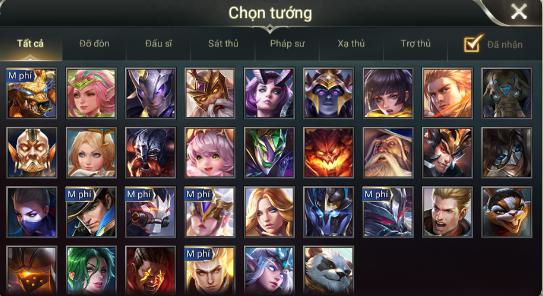 Chọn tướng
Tất cả
Đỡ đòn
Đấu sĩ
Sát thủ
Pháp sư
Xạ thủ
Trợ thủ
Đã nhận
M phí
M phí
M phí
M phí
M phí
M phí